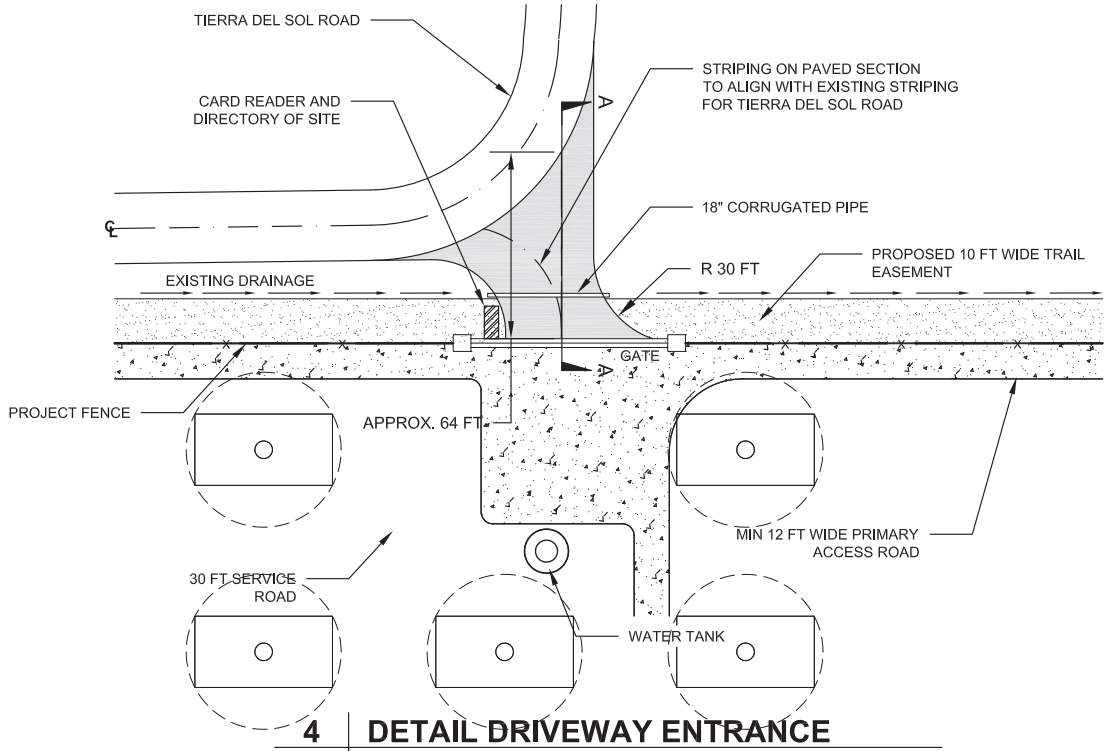 TIERRA DEL SOL ROAD
CARD READER AND
DIRECTORY OF SITE
STRIPING ON PAVED SECTION
TO ALIGN WITH EXISTING STRIPING
FOR TIERRA DEL SOL ROAD
A
18" CORRUGATED PIPE
℄
PROPOSED 10 FT WIDE TRAIL
EASEMENT
R 30 FT
EXISTING DRAINAGE
GATE
A
PROJECT FENCE
APPROX. 64 FT
MIN 12 FT WIDE PRIMARY
ACCESS ROAD
30 FT SERVICE
ROAD
WATER TANK
4 DETAIL DRIVEWAY ENTRANCE